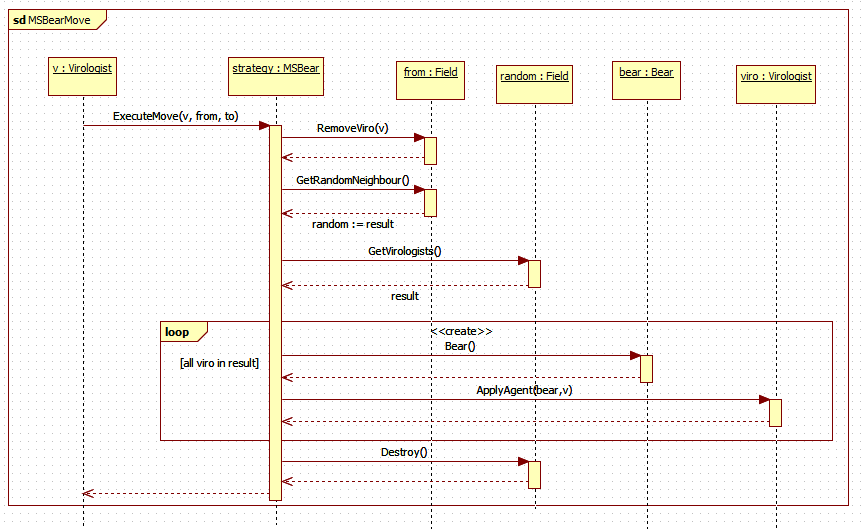 sd MSBearMove
v : Virologist
strategy : MSBear
from : Field
random : Field
bear : Bear
viro : Virologist
ExecuteMove(v, from, to)
RemoveViro(v)
GetRandomNeighbour()
random := result
GetVirologists()
result
loop
<<create>>
Bear()
[all viro in result]
ApplyAgent(bear,v)
Destroy()